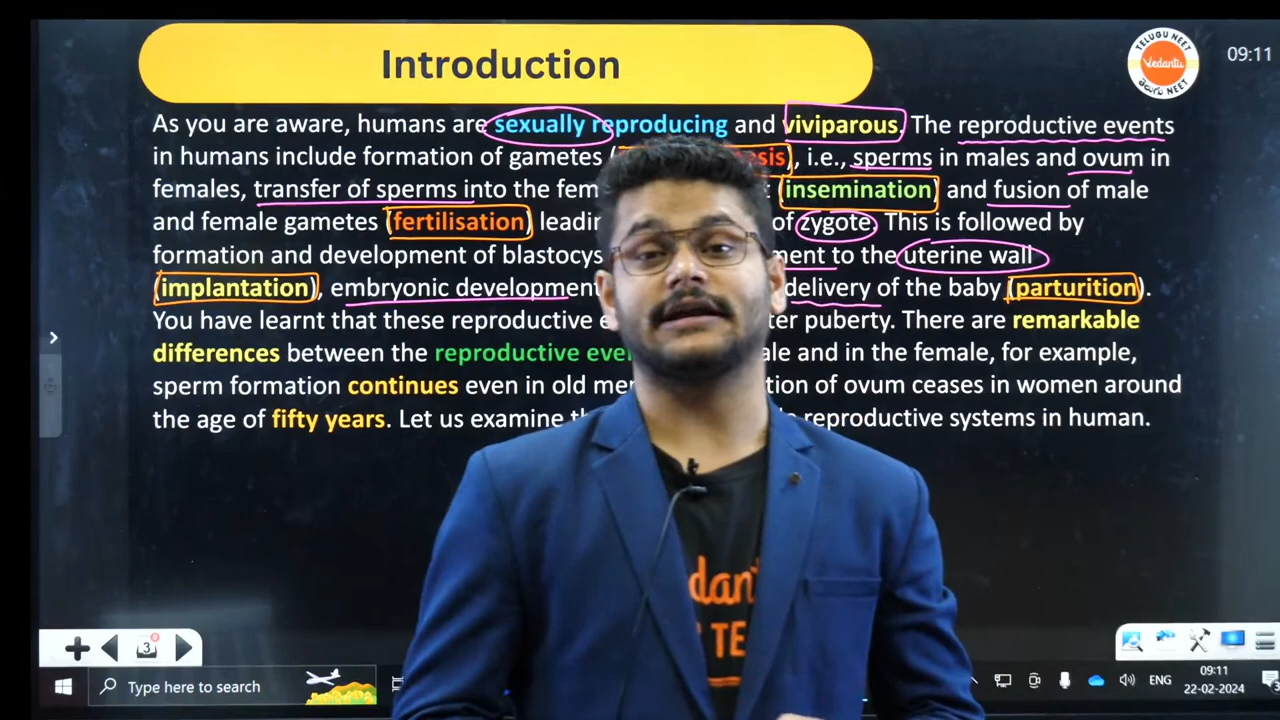 Introduction
TELUGU NEET
Vedantu
తెలుగు NEET
09:11
As you are aware, humans are sexually reproducing and viviparous. The reproductive events
in humans include formation of gametes ( sis), i.e., sperms in males and ovum in
females, transfer of sperms into the fem t (insemination) and fusion of male
and female gametes (fertilisation) leadin of zygote. This is followed by
formation and development of blastocys ment to the uterine wall
(implantation), embryonic development delivery of the baby (parturition).
You have learnt that these reproductive e ter puberty. There are remarkable
differences between the reproductive eve ale and in the female, for example,
sperm formation continues even in old men tion of ovum ceases in women around
the age of fifty years. Let us examine th reproductive systems in human.
3
Type here to search
ENG
09:11
22-02-2024